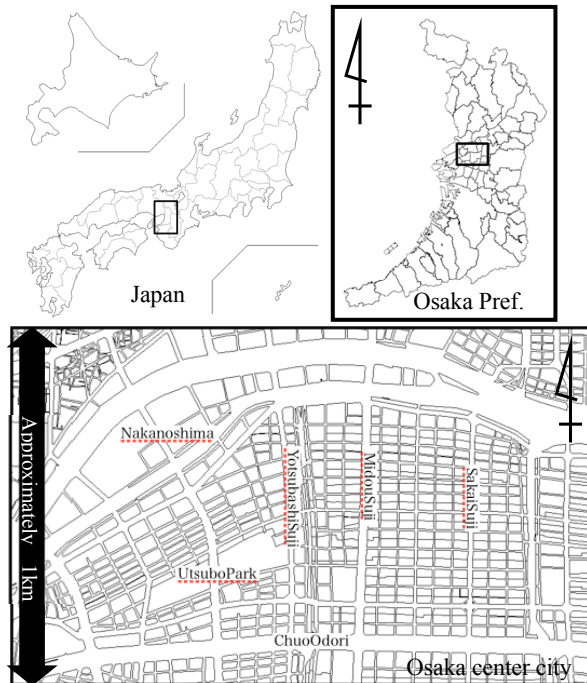 Japan
Osaka Pref.
Nakanoshima
YotsubashiSuji
MidouSuji
SakaiSuji
Approximately 1km
UtsuboPark
ChuoOdori
Osaka center city